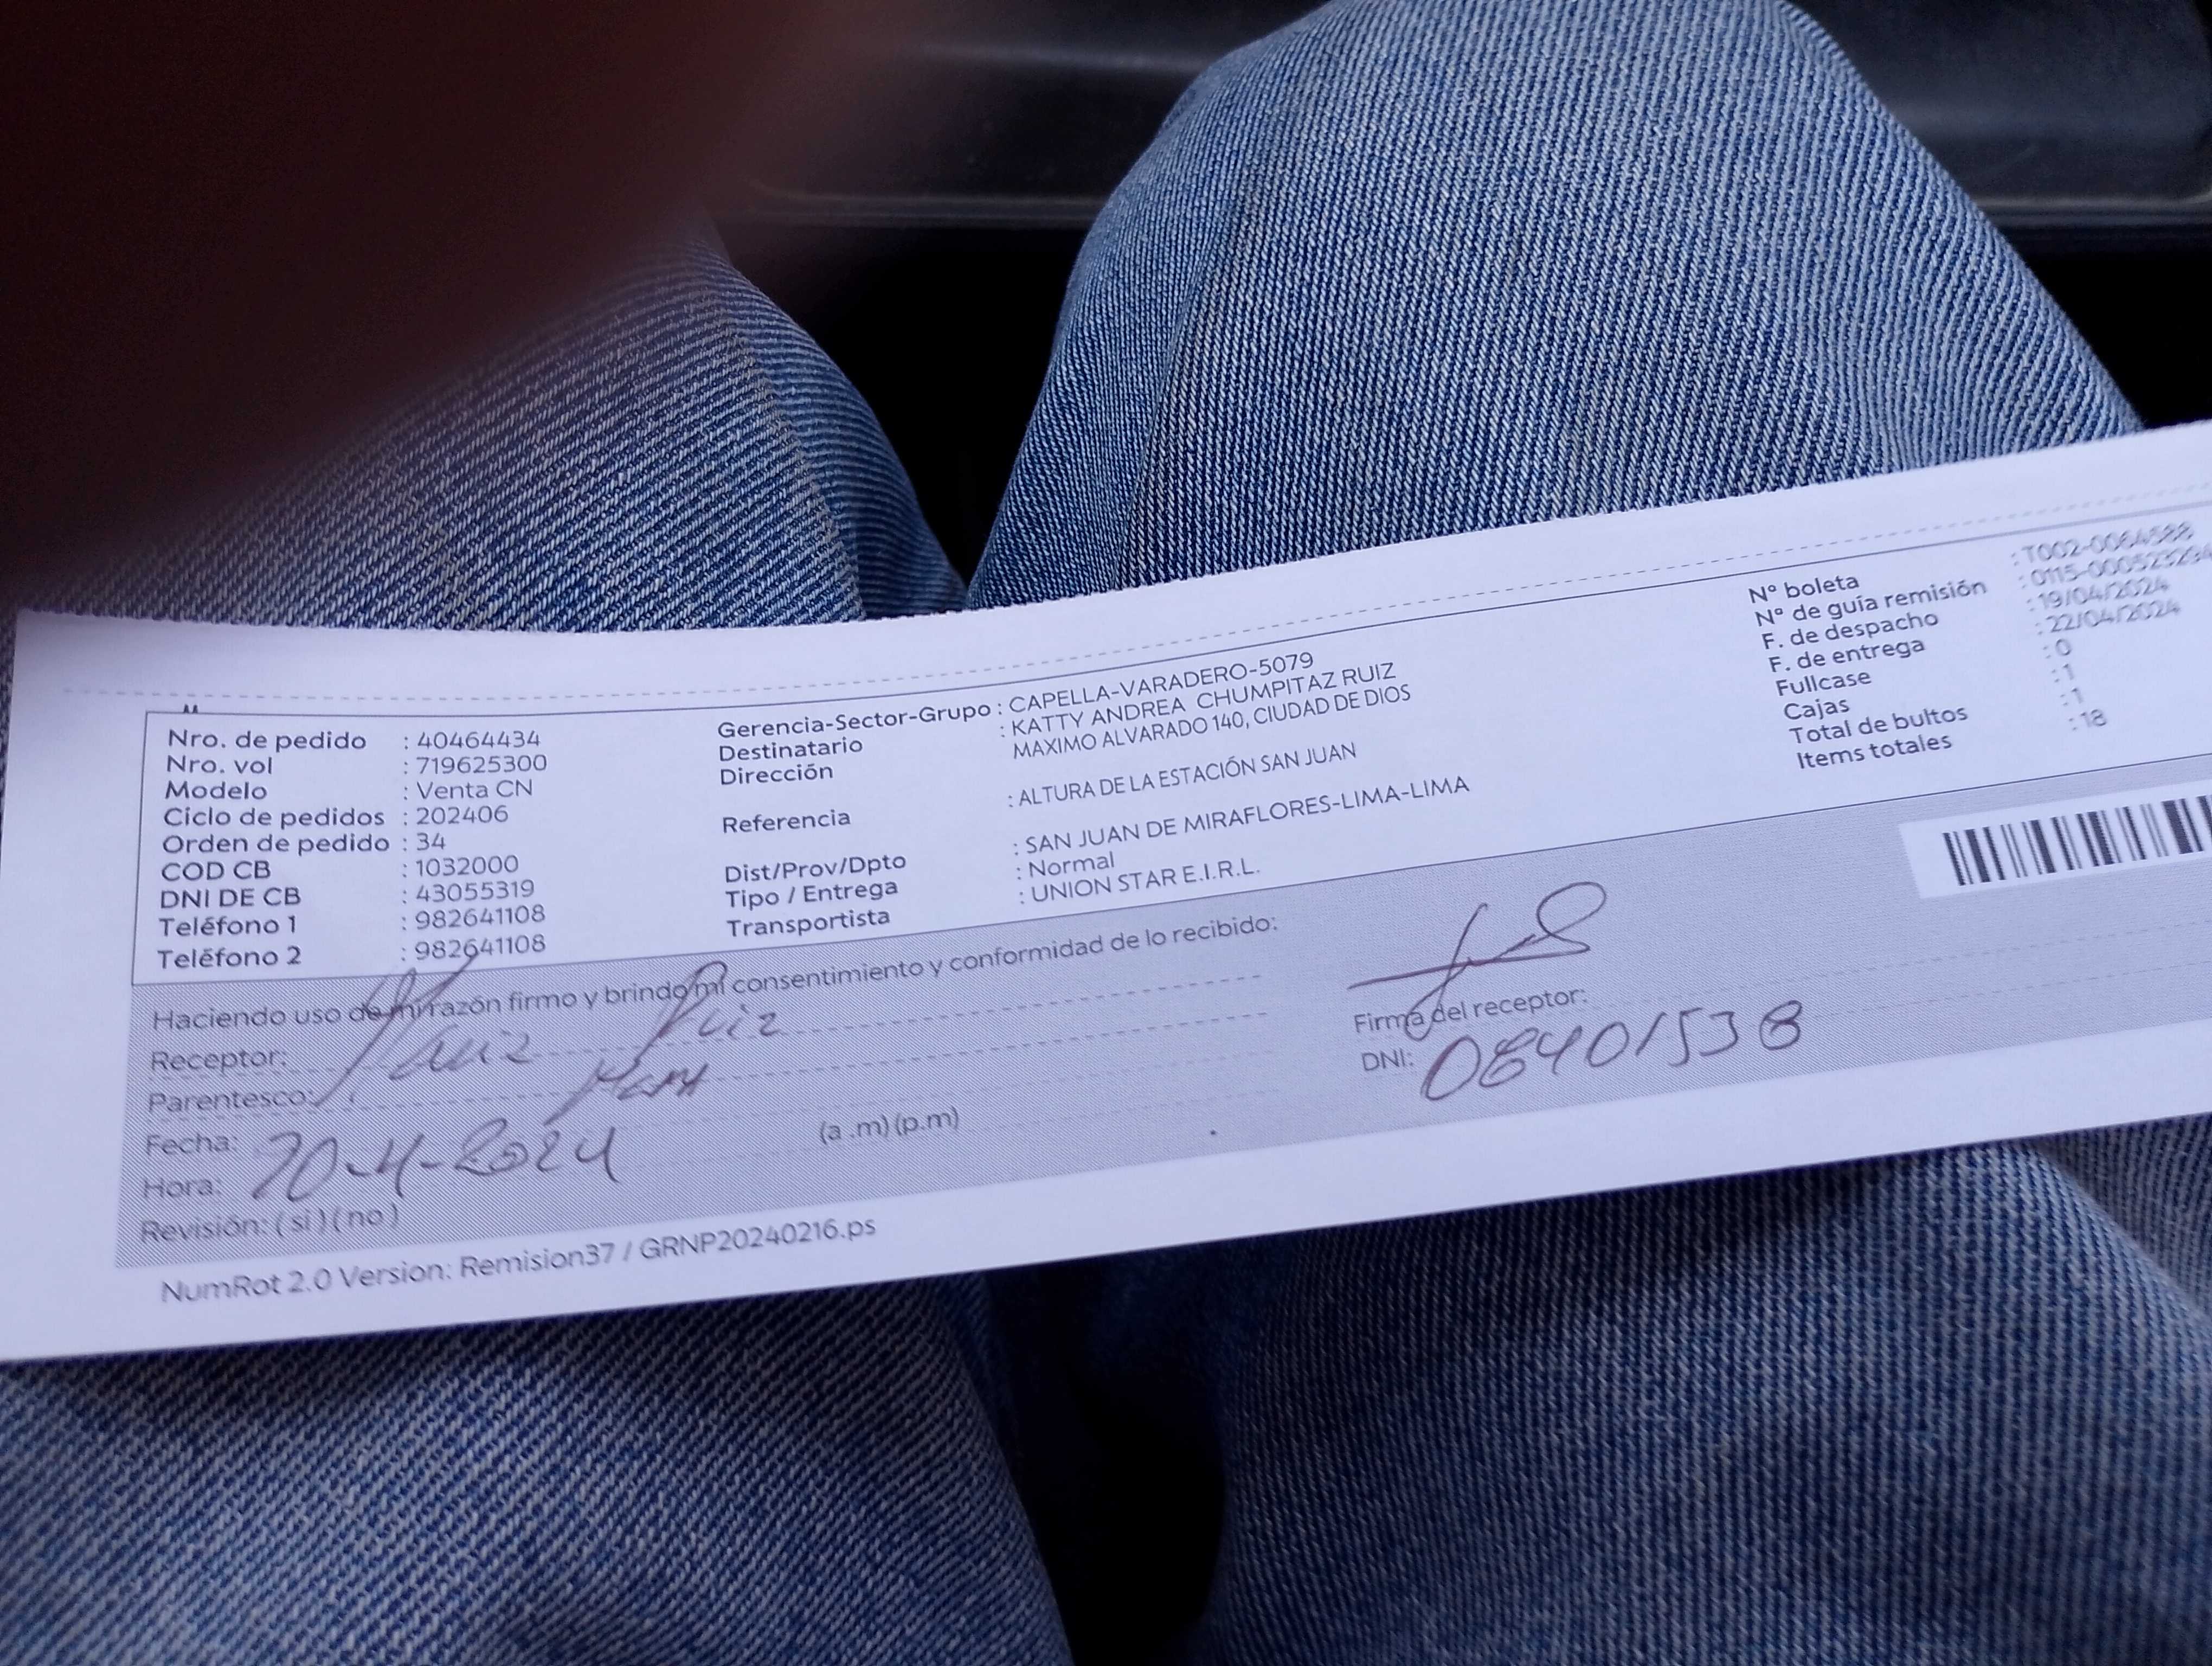 Nro. de pedido : 40464434
Nro. vol : 719625300
Modelo : Venta CN
Ciclo de pedidos : 202406
Orden de pedido : 34
COD CB : 1032000
DNI DE CB : 43055319
Teléfono 1 : 982641108
Teléfono 2 : 982641108
Gerencia-Sector-Grupo : CAPELLA-VARADERO-5079
Destinatario : KATTY ANDREA CHUMPITAZ RUIZ
Dirección MAXIMO ALVARADO 140, CIUDAD DE DIOS
Referencia : ALTURA DE LA ESTACIÓN SAN JUAN
Dist/Prov/Dpto : SAN JUAN DE MIRAFLORES-LIMA-LIMA
Tipo / Entrega : Normal
Transportista : UNION STAR E.I.R.L.
Nº boleta : T002-0064588
Nº de guía remisión : 0115-00052329
F. de despacho : 19/04/2024
F. de entrega : 22/04/2024
Fullcase : 0
Cajas : 1
Total de bultos : 1
Items totales : 18
Haciendo uso de mi razón firmo y brindo mi consentimiento y conformidad de lo recibido:
Receptor: Ruiz
Parentesco:
Fecha: 20-4-2024
Hora: (a.m)(p.m)
Revisión: (si)(no)
Firma del receptor:
DNI: 08401538
NumRot 2.0 Version: Remision37 / GRNP20240216.ps